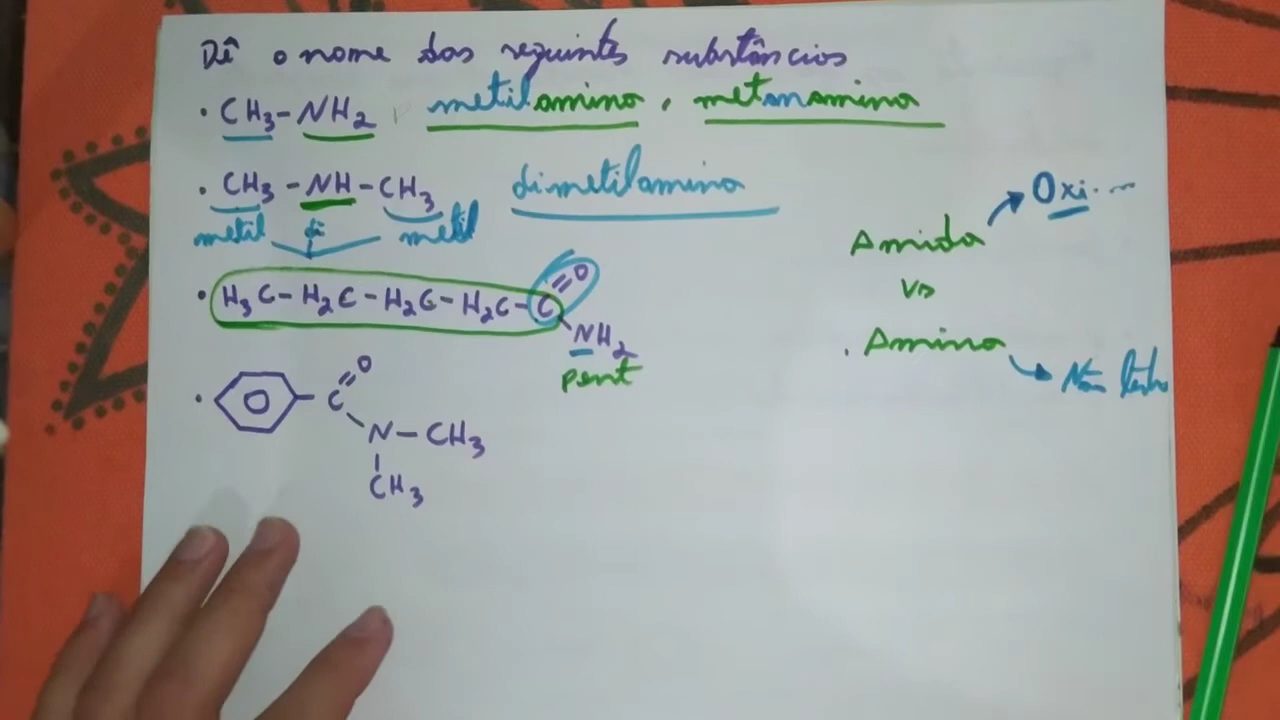 Dê o nome das seguintes substâncias
• CH3-NH2 metilamina, metanamina
• CH3-NH-CH3 dimetilamina
metil di metil
• H3C-H2C-H2C-H2C-C=O
NH2
pent
• C=O
N-CH3
CH3
Oxi...
Amida
vs
. Amina
Não